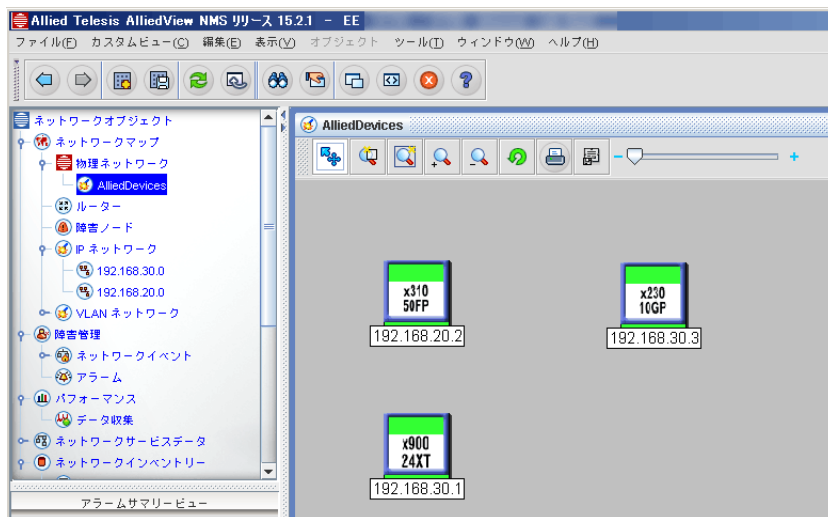 Allied Telesis AlliedView NMS リリース 15.2.1 - EE
ファイル(F) カスタムビュー(C) 編集(E) 表示(V) オブジェクト ツール(T) ウィンドウ(W) ヘルプ(H)
ネットワークオブジェクト
ネットワークマップ
物理ネットワーク
AlliedDevices
ルーター
障害ノード
IP ネットワーク
192.168.30.0
192.168.20.0
VLAN ネットワーク
障害管理
ネットワークイベント
アラーム
パフォーマンス
データ収集
ネットワークサービスデータ
ネットワークインベントリー
アラームサマリービュー
AlliedDevices
x310
50FP
192.168.20.2
x230
10GP
192.168.30.3
x900
24XT
192.168.30.1